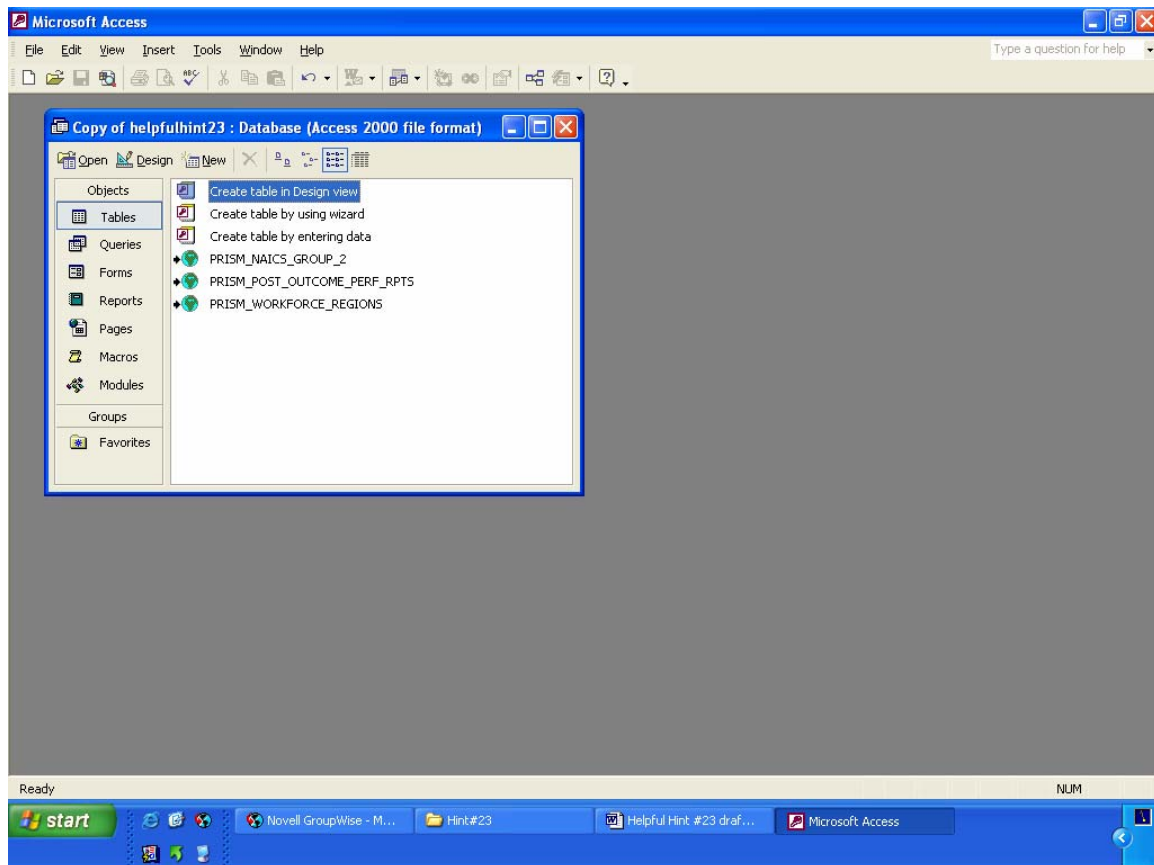 Microsoft Access
File Edit View Insert Tools Window Help Type a question for help
ABC
Copy of helpfulhint23 : Database (Access 2000 file format)
Open Design New
Objects
Tables
Queries
Forms
Reports
Pages
Macros
Modules
Groups
Favorites
Create table in Design view
Create table by using wizard
Create table by entering data
PRISM_NAICS_GROUP_2
PRISM_POST_OUTCOME_PERF_RPTS
PRISM_WORKFORCE_REGIONS
Ready NUM
start Novell GroupWise - M... Hint#23 Helpful Hint #23 draf... Microsoft Access